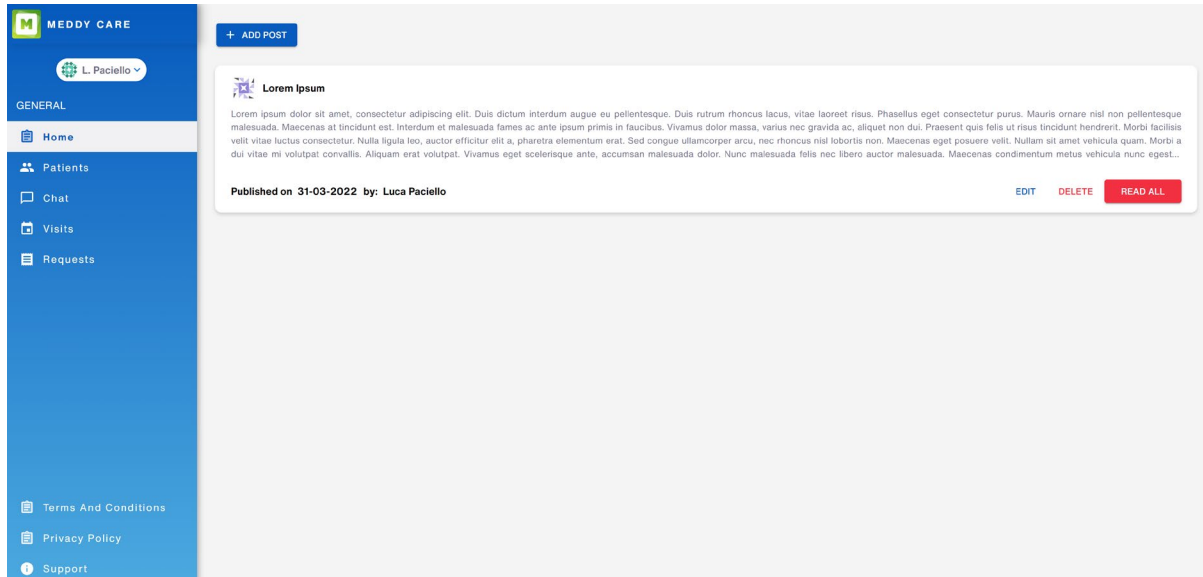 M
MEDDY CARE
L. Paciello
GENERAL
Home
Patients
Chat
Visits
Requests
Terms And Conditions
Privacy Policy
Support
+ ADD POST
Lorem Ipsum
Lorem ipsum dolor sit amet, consectetur adipiscing elit. Duis dictum interdum augue eu pellentesque. Duis rutrum rhoncus lacus, vitae laoreet risus. Phasellus eget consectetur purus. Mauris ornare nisl non pellentesque
malesuada. Maecenas at tincidunt est. Interdum et malesuada fames ac ante ipsum primis in faucibus. Vivamus dolor massa, varius nec gravida ac, aliquet non dui. Praesent quis felis ut risus tincidunt hendrerit. Morbi facilisis
velit vitae luctus consectetur. Nulla ligula leo, auctor efficitur elit a, pharetra elementum erat. Sed congue ullamcorper arcu, nec rhoncus nisl lobortis non. Maecenas eget posuere velit. Nullam sit amet vehicula quam. Morbi a
dui vitae mi volutpat convallis. Aliquam erat volutpat. Vivamus eget scelerisque ante, accumsan malesuada dolor. Nunc malesuada felis nec libero auctor malesuada. Maecenas condimentum metus vehicula nunc egest...
Published on 31-03-2022 by: Luca Paciello
EDIT DELETE READ ALL